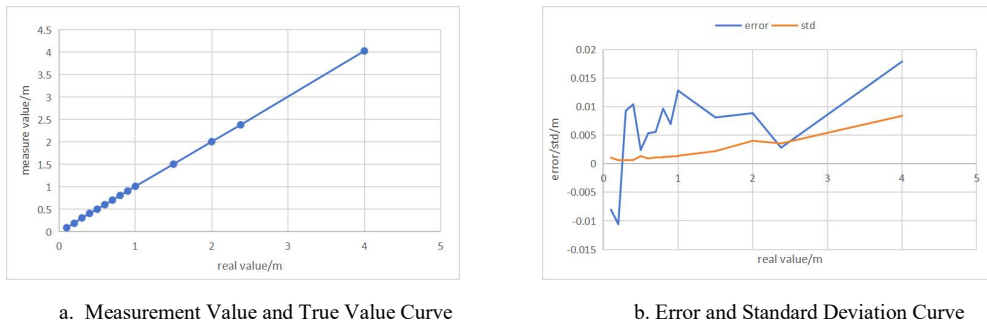 4.5
4
3.5
3
2.5
2
1.5
1
0.5
0
measure value/m
0 1 2 3 4 5
real value/m
a. Measurement Value and True Value Curve
error std
0.02
0.015
0.01
0.005
0
-0.005
-0.01
-0.015
error/std/m
0 1 2 3 4 5
real value/m
b. Error and Standard Deviation Curve